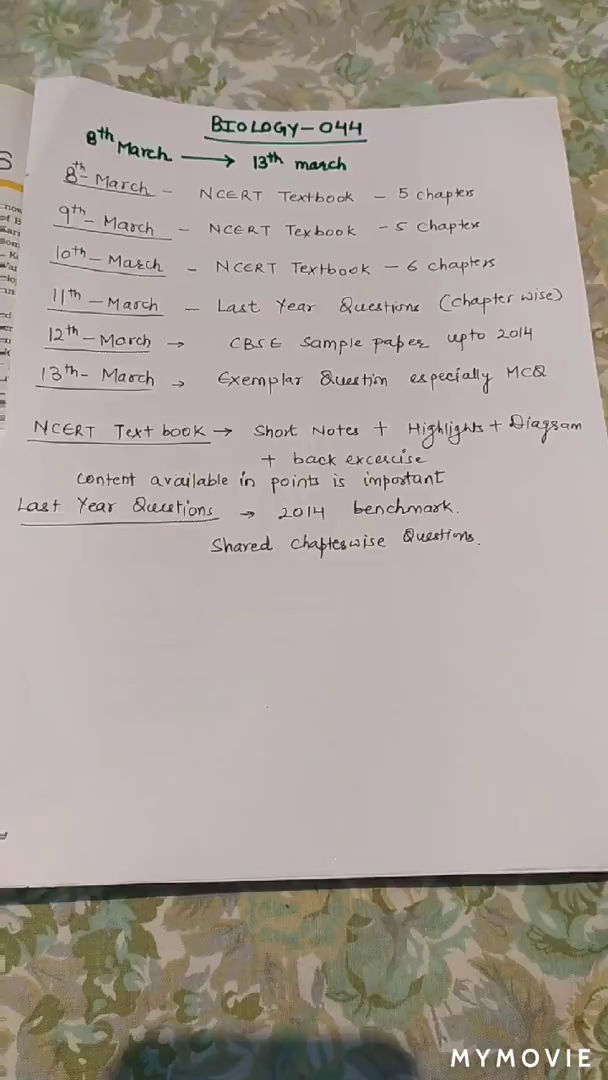 BIOLOGY-044
8th March → 13th march
8th March - NCERT Textbook - 5 chapters
9th - March - NCERT Texbook - 5 chapters
10th - March - NCERT Textbook - 6 chapters
11th - March - Last Year Questions (chapter wise)
12th - March → CBSE sample paper upto 2014
13th - March → Exemplar Question especially MCQ
NCERT Text book → Short Notes + Highlights + Diagram
+ back excercise
content available in points is important
Last Year Questions → 2014 benchmark.
Shared Chapterwise Questions.
MYMOVIE